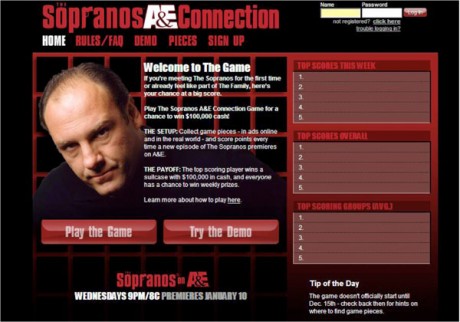 THE
Sopranos A&E Connection
Name Password
Log in
not registered? click here
trouble logging in?
HOME RULES/FAQ DEMO PIECES SIGN UP
Welcome to The Game
If you're meeting The Sopranos for the first time
or already feel like part of The Family, here's
your chance at a big score.
Play The Sopranos A&E Connection Game for a
chance to win $100,000 cash!
THE SETUP: Collect game pieces - in ads online
and in the real world - and score points every
time a new episode of The Sopranos premieres
on A&E.
THE PAYOFF: The top scoring player wins a
suitcase with $100,000 in cash, and everyone
has a chance to win weekly prizes.
Learn more about how to play here.
Play the Game
Try the Demo
Sopranos on A&E
WEDNESDAYS 9PM/8C PREMIERES JANUARY 10
TOP SCORES THIS WEEK
1.
2.
3.
4.
5.
TOP SCORES OVERALL
1.
2.
3.
4.
5.
TOP SCORING GROUPS (AVG.)
1.
2.
3.
4.
5.
Tip of the Day
The game doesn't officially start until
Dec. 15th - check back then for hints on
where to find game pieces.